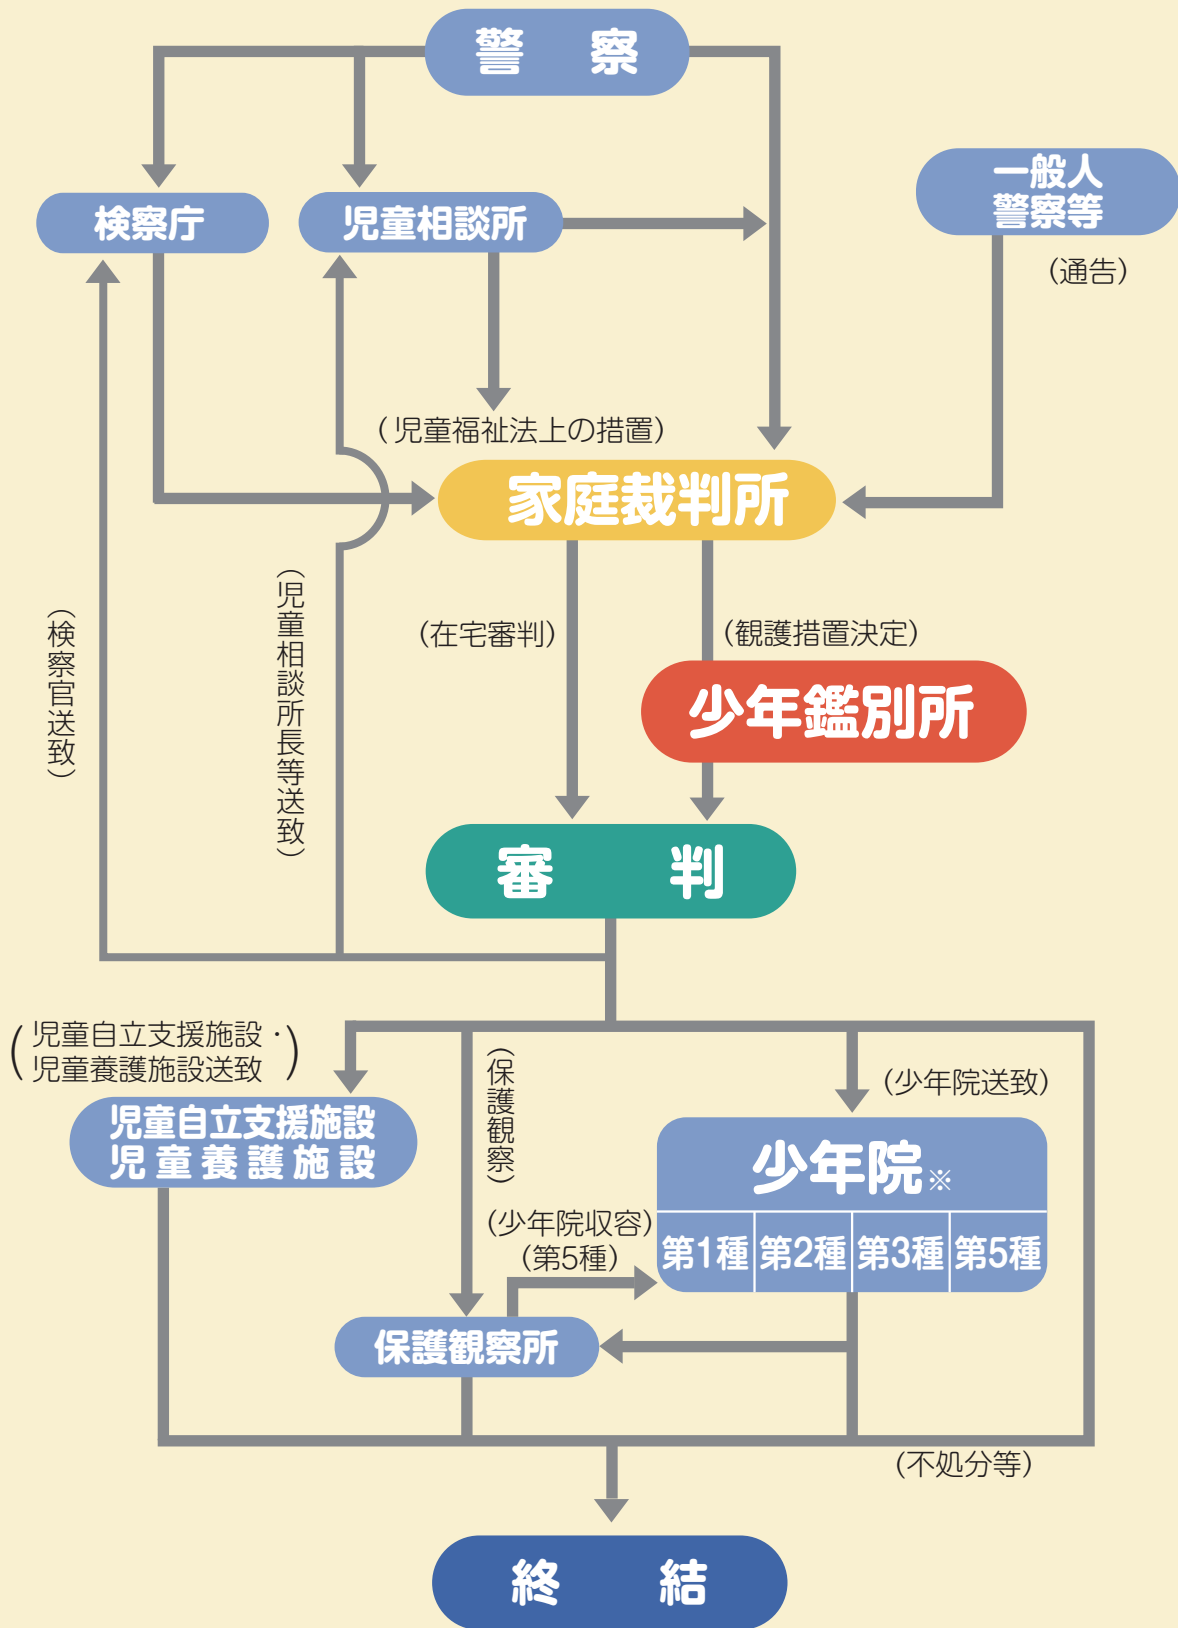 警　察
一般人
警察等
検察庁
児童相談所
（通告）
（児童福祉法上の措置）
家庭裁判所
（検察官送致）
（児童相談所長等送致）
（在宅審判）
（観護措置決定）
少年鑑別所
審　判
（児童自立支援施設・
児童養護施設送致）
（保護観察）
（少年院送致）
児童自立支援施設
児童養護施設
少年院※
第1種 第2種 第3種 第5種
（少年院収容）
（第5種）
保護観察所
（不処分等）
終　結